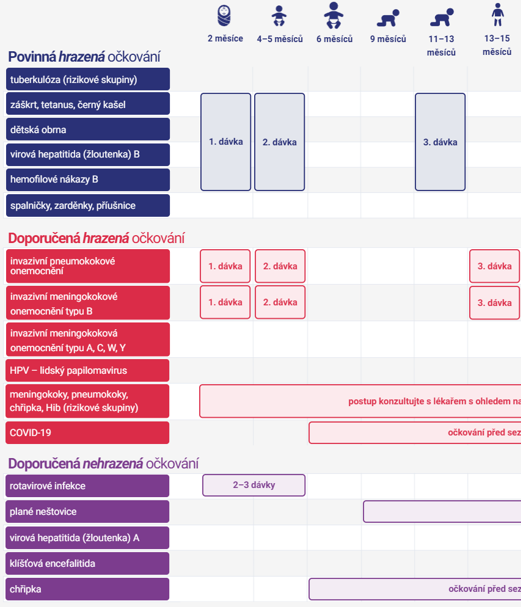 2 měsíce
4–5 měsíců
6 měsíců
9 měsíců
11–13
měsíců
13–15
měsíců
Povinná hrazená očkování
tuberkulóza (rizikové skupiny)
záškrt, tetanus, černý kašel
dětská obrna
virová hepatitida (žloutenka) B
hemofilové nákazy B
spalničky, zarděnky, příušnice
1. dávka
2. dávka
3. dávka
Doporučená hrazená očkování
invazivní pneumokokové
onemocnění
1. dávka
2. dávka
3. dávka
invazivní meningokokové
onemocnění typu B
1. dávka
2. dávka
3. dávka
invazivní meningoková
onemocnění typu A, C, W, Y
HPV – lidský papilomavirus
meningokoky, pneumokoky,
chřipka, Hib (rizikové skupiny)
postup konzultujte s lékařem s ohledem na
COVID-19
očkování před sez
Doporučená nehrazená očkování
rotavirové infekce
2–3 dávky
plané neštovice
virová hepatitida (žloutenka) A
klíšťová encefalitida
chřipka
očkování před sez